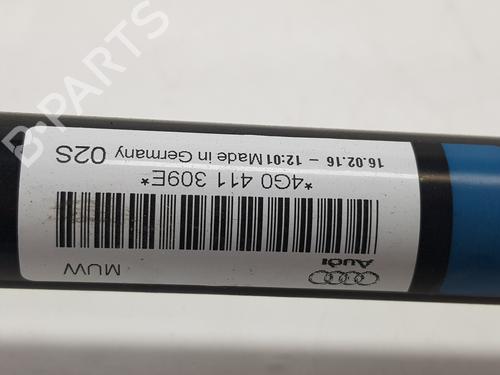 Audi
MUW
*4G0 411 309E*
16.02.16 - 12:01 Made in Germany 02S
B-PARTS